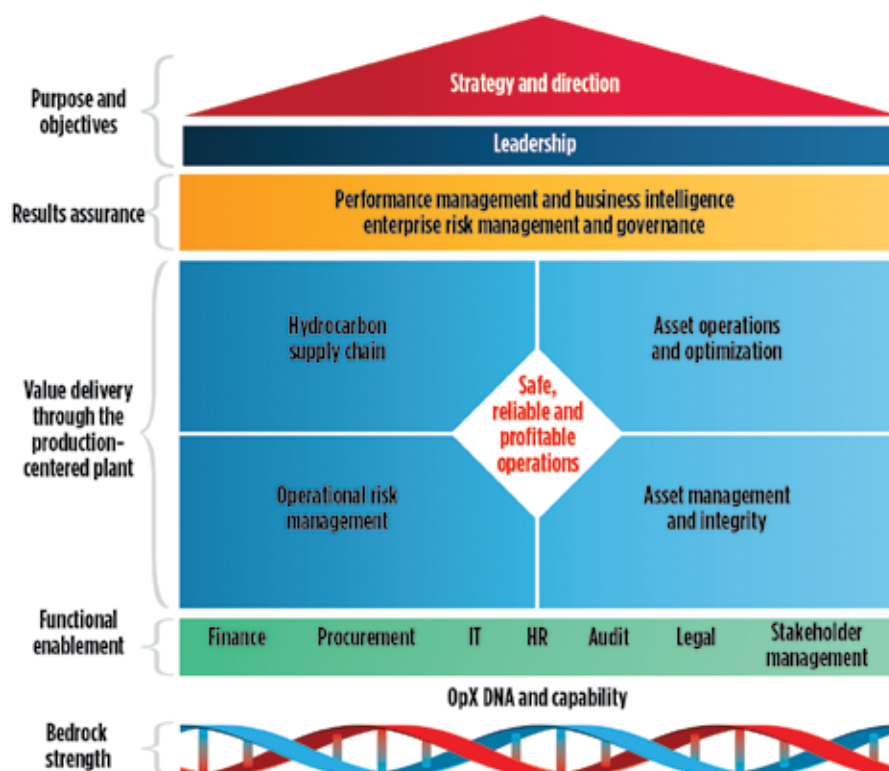 Strategy and direction
Purpose and
objectives
Leadership
Results assurance
Performance management and business intelligence
enterprise risk management and governance
Value delivery
through the
production-
centered plant
Hydrocarbon
supply chain
Asset operations
and optimization
Safe,
reliable and
profitable
operations
Operational risk
management
Asset management
and integrity
Functional
enablement
Finance
Procurement
IT
HR
Audit
Legal
Stakeholder
management
OpX DNA and capability
Bedrock
strength